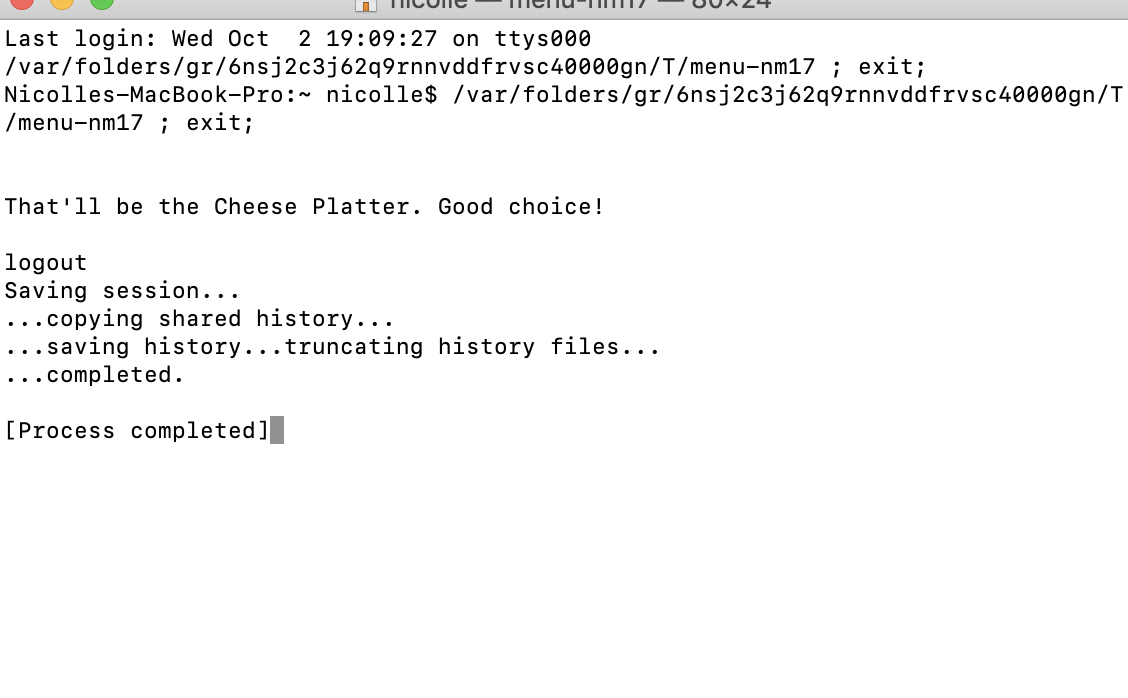 nicolle — menu-nm17 — 80×24
Last login: Wed Oct  2 19:09:27 on ttys000
/var/folders/gr/6nsj2c3j62q9rnnvddfrvsc40000gn/T/menu-nm17 ; exit;
Nicolles-MacBook-Pro:~ nicolle$ /var/folders/gr/6nsj2c3j62q9rnnvddfrvsc40000gn/T
/menu-nm17 ; exit;
That'll be the Cheese Platter. Good choice!
logout
Saving session...
...copying shared history...
...saving history...truncating history files...
...completed.
[Process completed]